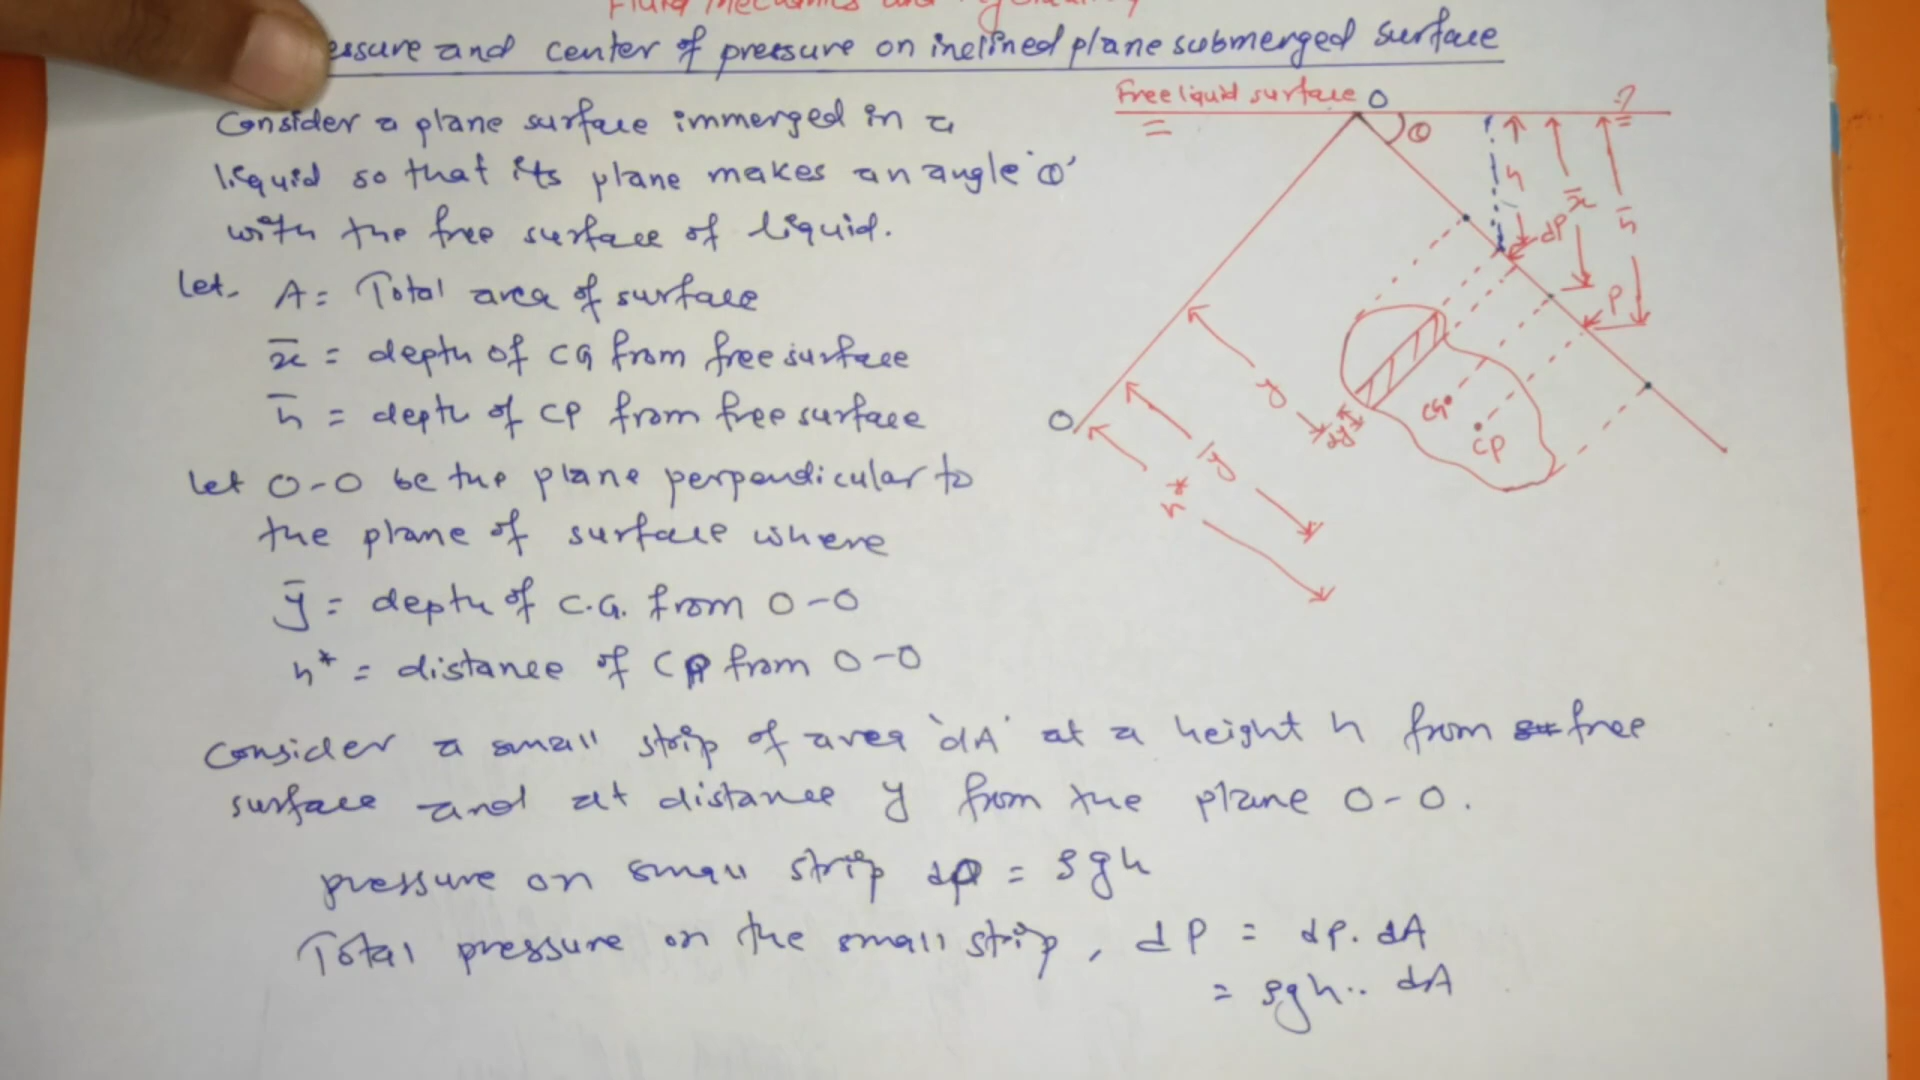 Fluid Mechanics and
essure and center of pressure on inclined plane submerged surface
Consider a plane surface immerged in a
liquid so that its plane makes an angle 'θ'
with the free surface of liquid.
Let A = Total area of surface
x̄ = depth of CG from free surface
h̄ = depth of CP from free surface
Let O-O be the plane perpendicular to
the plane of surface where
ȳ = depth of C.G. from O-O
h* = distance of CP from O-O
Consider a small strip of area 'dA' at a height h from free
surface and at distance y from the plane O-O.
pressure on small strip dp = ρgh
Total pressure on the small strip, dP = dp. dA
= ρgh.. dA
Free liquid surface O
θ
h
x̄
h̄
dP
P
O
y
dy
ȳ
h*
CG
CP